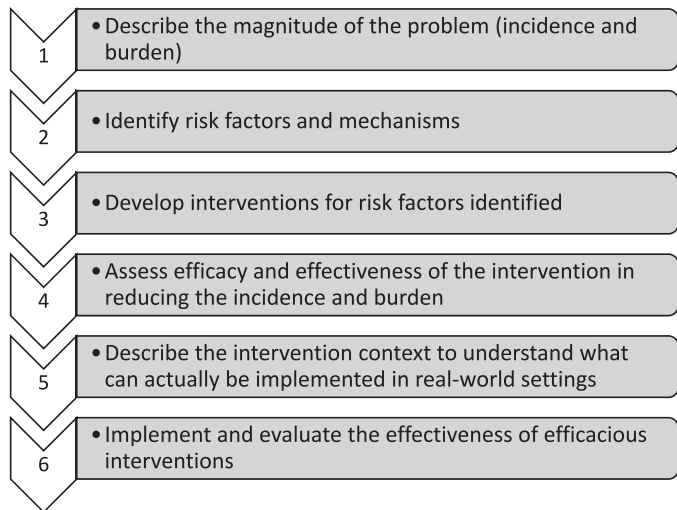 1
• Describe the magnitude of the problem (incidence and
burden)
2
• Identify risk factors and mechanisms
3
• Develop interventions for risk factors identified
4
• Assess efficacy and effectiveness of the intervention in
reducing the incidence and burden
5
• Describe the intervention context to understand what
can actually be implemented in real-world settings
6
• Implement and evaluate the effectiveness of efficacious
interventions